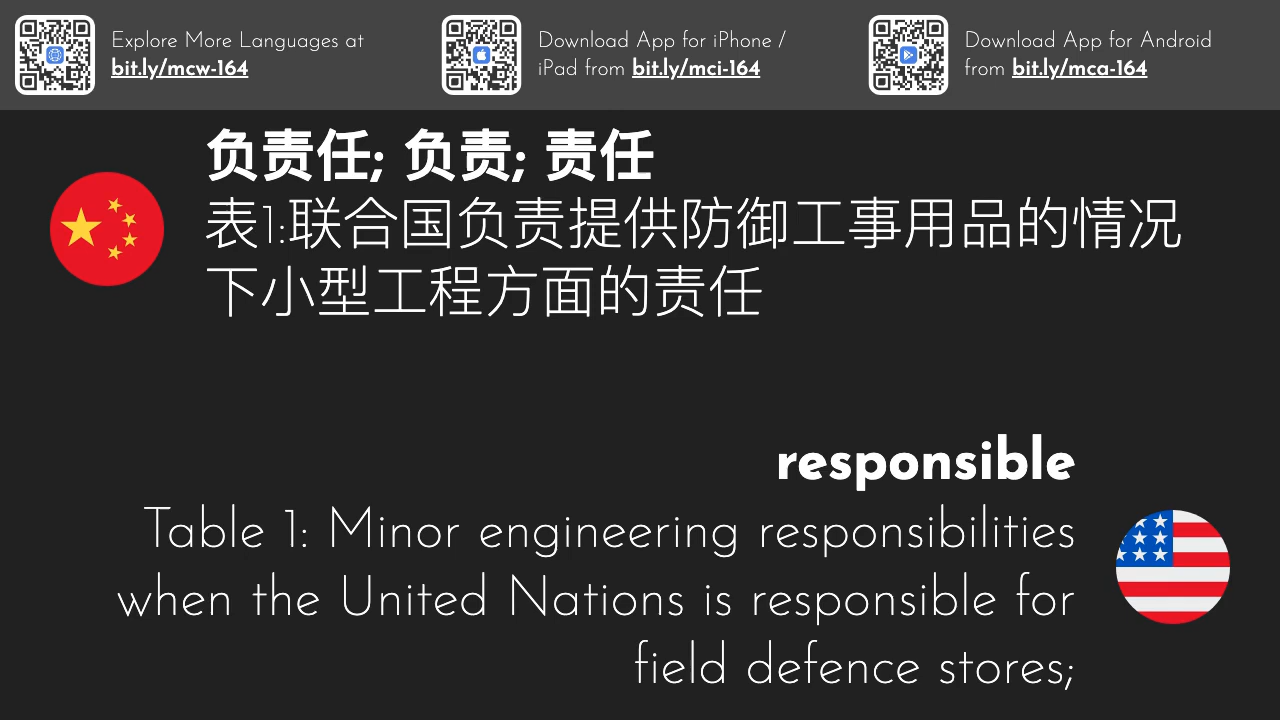 Explore More Languages at
bit.ly/mcw-164
Download App for iPhone /
iPad from bit.ly/mci-164
Download App for Android
from bit.ly/mca-164
负责任; 负责; 责任
表1:联合国负责提供防御工事用品的情况
下小型工程方面的责任
responsible
Table 1: Minor engineering responsibilities
when the United Nations is responsible for
field defence stores;